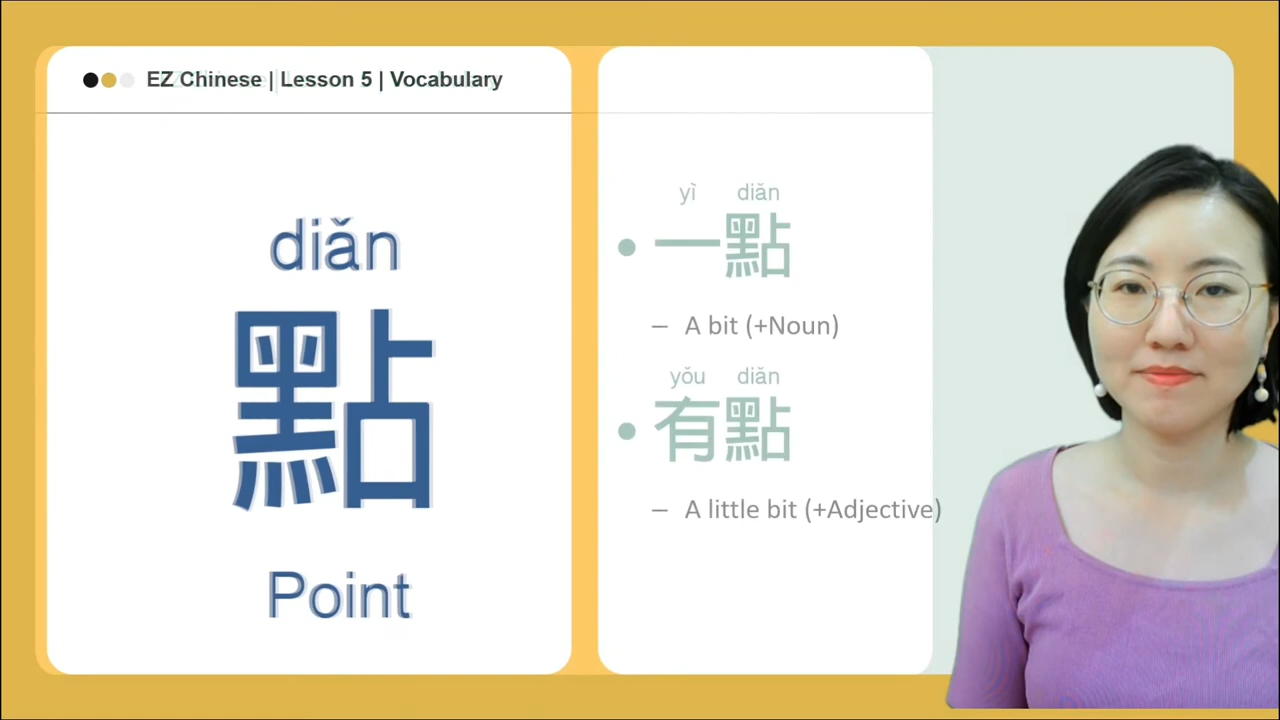 EZ Chinese | Lesson 5 | Vocabulary
diǎn
點
Point
yì diǎn
• 一點
– A bit (+Noun)
yǒu diǎn
• 有點
– A little bit (+Adjective)